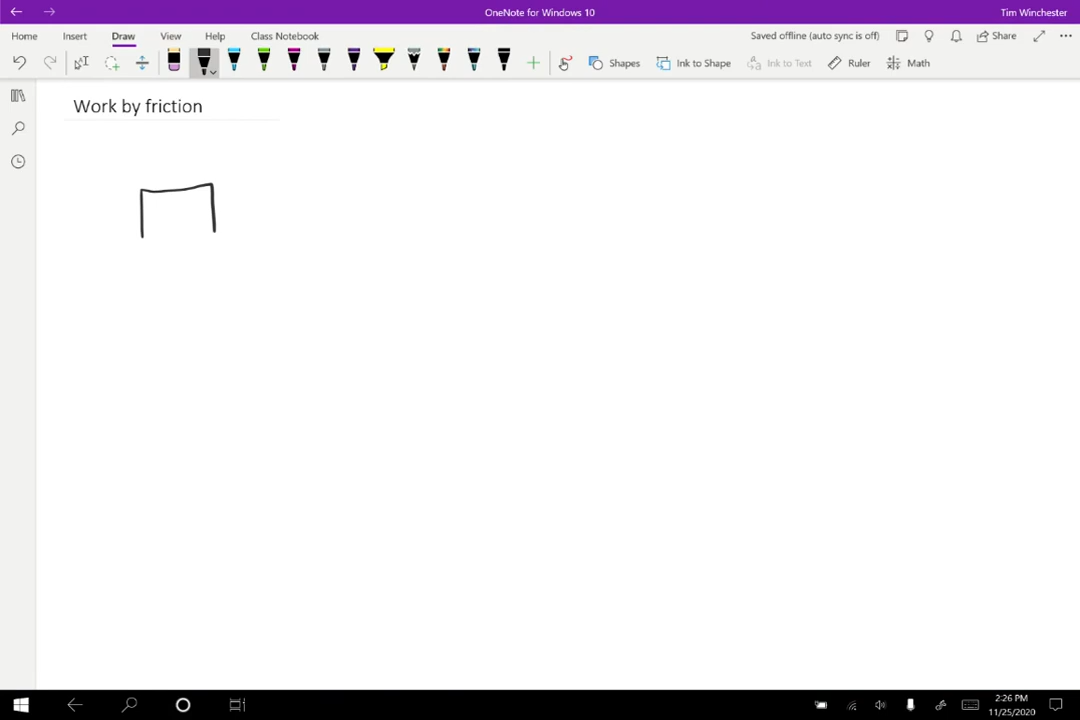 OneNote for Windows 10
Tim Winchester
Home Insert Draw View Help Class Notebook
Saved offline (auto sync is off) Share
Shapes Ink to Shape Ink to Text Ruler Math
Work by friction
2:26 PM
11/25/2020